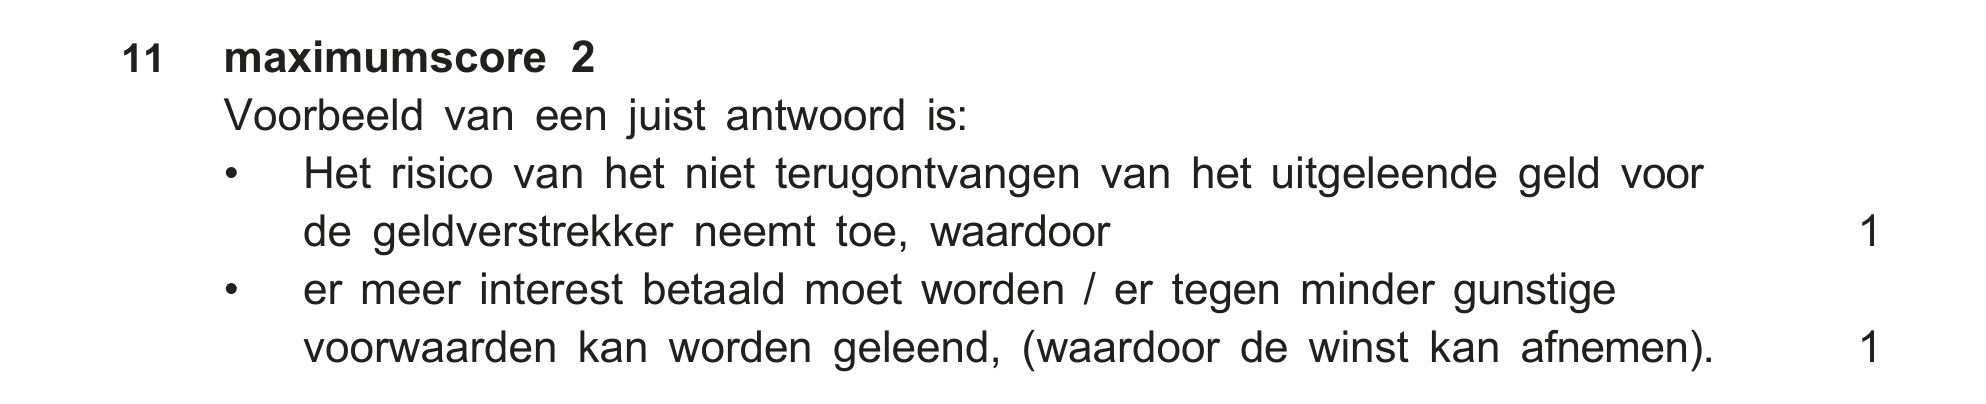 11 maximumscore 2
Voorbeeld van een juist antwoord is:
• Het risico van het niet terugontvangen van het uitgeleende geld voor
de geldverstrekker neemt toe, waardoor 1
• er meer interest betaald moet worden / er tegen minder gunstige
voorwaarden kan worden geleend, (waardoor de winst kan afnemen). 1